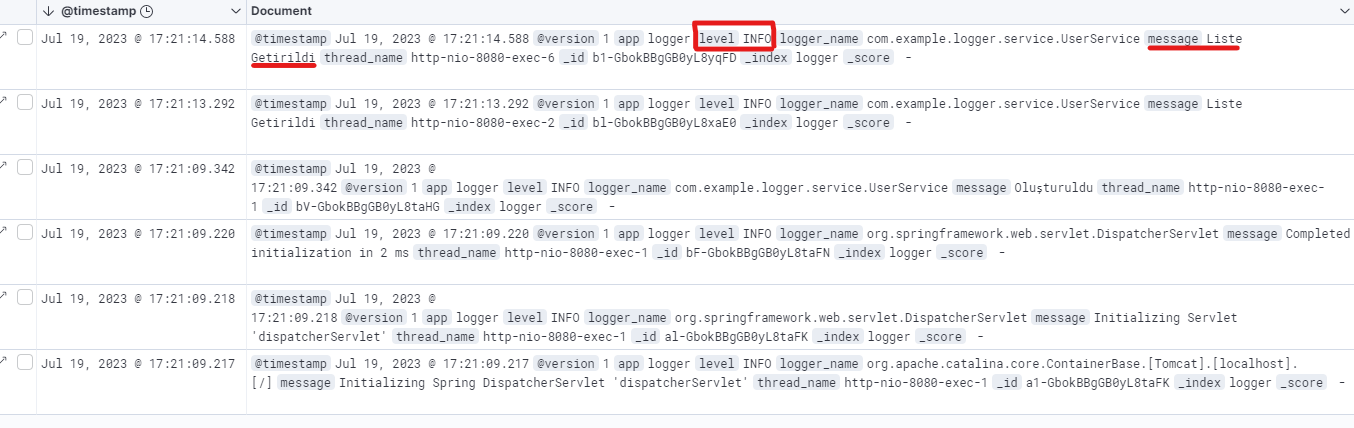 @timestamp Document
Jul 19, 2023 @ 17:21:14.588 @timestamp Jul 19, 2023 @ 17:21:14.588 @version 1 app logger level INFO logger_name com.example.logger.service.UserService message Liste
Getirildi thread_name http-nio-8080-exec-6 _id b1-GbokBBgGB0yL8yqFD _index logger _score -
Jul 19, 2023 @ 17:21:13.292 @timestamp Jul 19, 2023 @ 17:21:13.292 @version 1 app logger level INFO logger_name com.example.logger.service.UserService message Liste
Getirildi thread_name http-nio-8080-exec-2 _id bl-GbokBBgGB0yL8xaE0 _index logger _score -
Jul 19, 2023 @ 17:21:09.342 @timestamp Jul 19, 2023 @
17:21:09.342 @version 1 app logger level INFO logger_name com.example.logger.service.UserService message Oluşturuldu thread_name http-nio-8080-exec-
1 _id bV-GbokBBgGB0yL8taHG _index logger _score -
Jul 19, 2023 @ 17:21:09.220 @timestamp Jul 19, 2023 @ 17:21:09.220 @version 1 app logger level INFO logger_name org.springframework.web.servlet.DispatcherServlet message Completed
initialization in 2 ms thread_name http-nio-8080-exec-1 _id bF-GbokBBgGB0yL8taFN _index logger _score -
Jul 19, 2023 @ 17:21:09.218 @timestamp Jul 19, 2023 @
17:21:09.218 @version 1 app logger level INFO logger_name org.springframework.web.servlet.DispatcherServlet message Initializing Servlet
'dispatcherServlet' thread_name http-nio-8080-exec-1 _id al-GbokBBgGB0yL8taFK _index logger _score -
Jul 19, 2023 @ 17:21:09.217 @timestamp Jul 19, 2023 @ 17:21:09.217 @version 1 app logger level INFO logger_name org.apache.catalina.core.ContainerBase.[Tomcat].[localhost].
[/] message Initializing Spring DispatcherServlet 'dispatcherServlet' thread_name http-nio-8080-exec-1 _id a1-GbokBBgGB0yL8taFK _index logger _score -